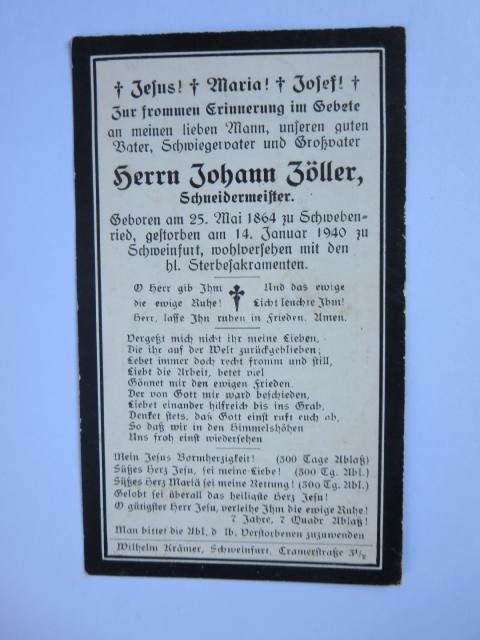 † Jesus! † Maria! † Josef! †
Zur frommen Erinnerung im Gebete
an meinen lieben Mann, unseren guten
Vater, Schwiegervater und Großvater
Herrn Johann Zöller,
Schneidermeister.
Geboren am 25. Mai 1864 zu Schweben-
ried, gestorben am 14. Januar 1940 zu
Schweinfurt, wohlversehen mit den
hl. Sterbesakramenten.
O Herr gib Ihm
die ewige Ruhe!
Und das ewige
Licht leuchte Ihm!
Herr, lasse Ihn ruhen in Frieden. Amen.
Vergeßt mich nicht ihr meine Lieben,
Die ihr auf der Welt zurückgeblieben;
Lebet immer doch recht fromm und still,
Liebt die Arbeit, betet viel
Gönnet mir den ewigen Frieden.
Der von Gott mir ward beschieden,
Liebet einander hilfreich bis ins Grab,
Denket stets, daß Gott einst ruft euch ab,
So daß wir in den Himmelshöhen
Uns froh einst wiedersehen
Mein Jesus Barmherzigkeit! (300 Tage Ablaß)
Süßes Herz Jesu, sei meine Liebe! (300 Tg. Abl.)
Süßes Herz Mariä sei meine Rettung! (300 Tg. Abl.)
Gelobt sei überall das heiligste Herz Jesu!
O gütigster Herr Jesu, verleihe Ihm die ewige Ruhe!
7 Jahre, 7 Quadr Ablaß!
Man bittet die Abl. d lb. Verstorbenen zuzuwenden
Wilhelm Krämer, Schweinfurt, Cramerstraße 3½